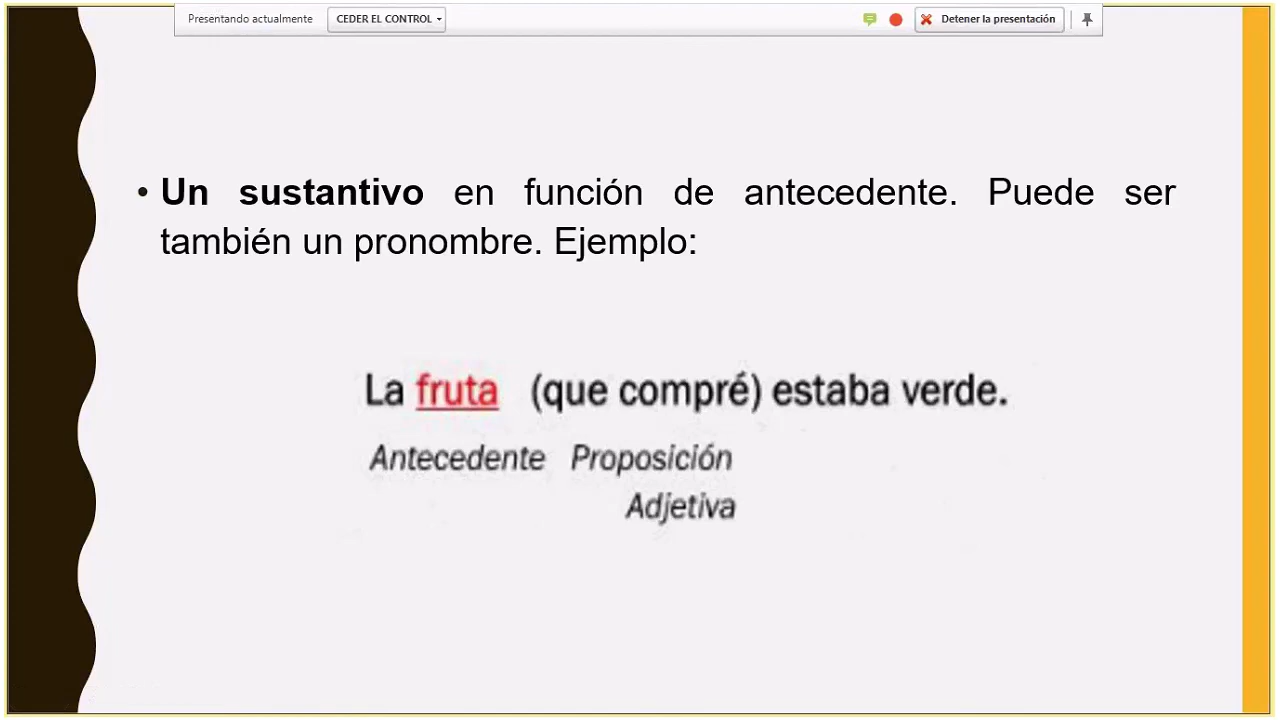 Presentando actualmente CEDER EL CONTROL Detener la presentación
• Un sustantivo en función de antecedente. Puede ser
también un pronombre. Ejemplo:
La fruta (que compré) estaba verde.
Antecedente Proposición
Adjetiva